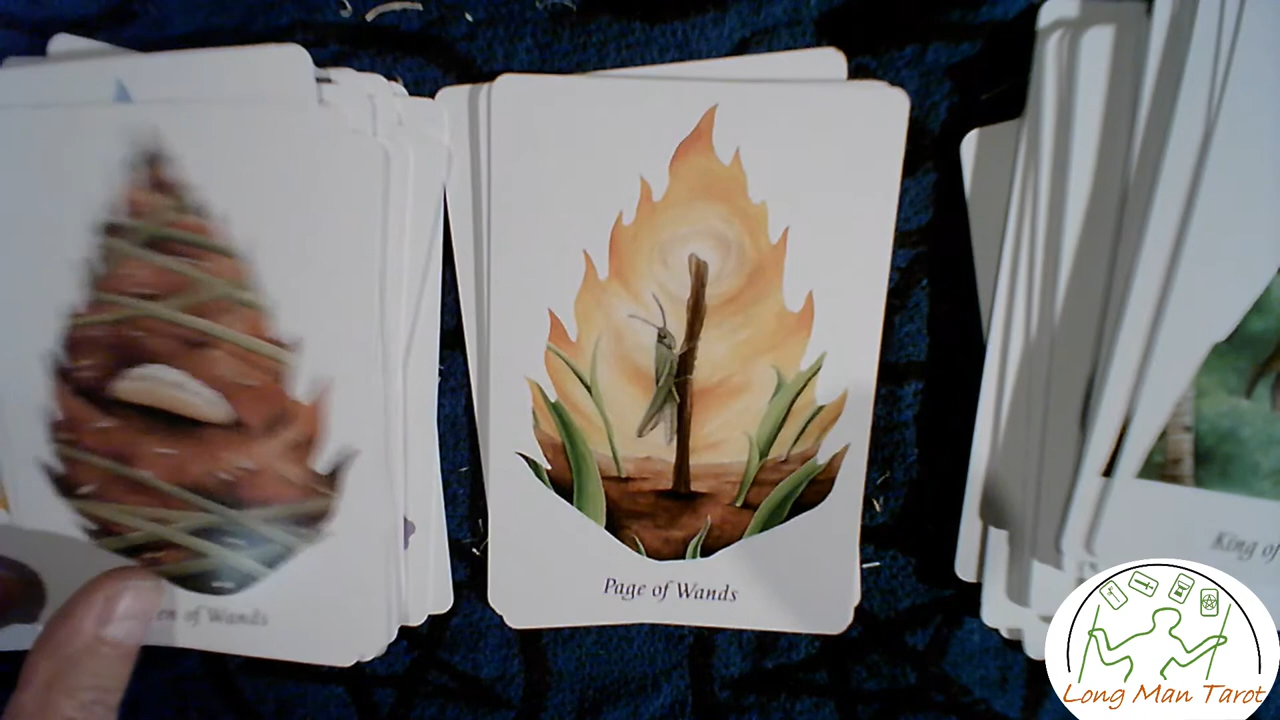 en of Wands
Page of Wands
King of
Long Man Tarot